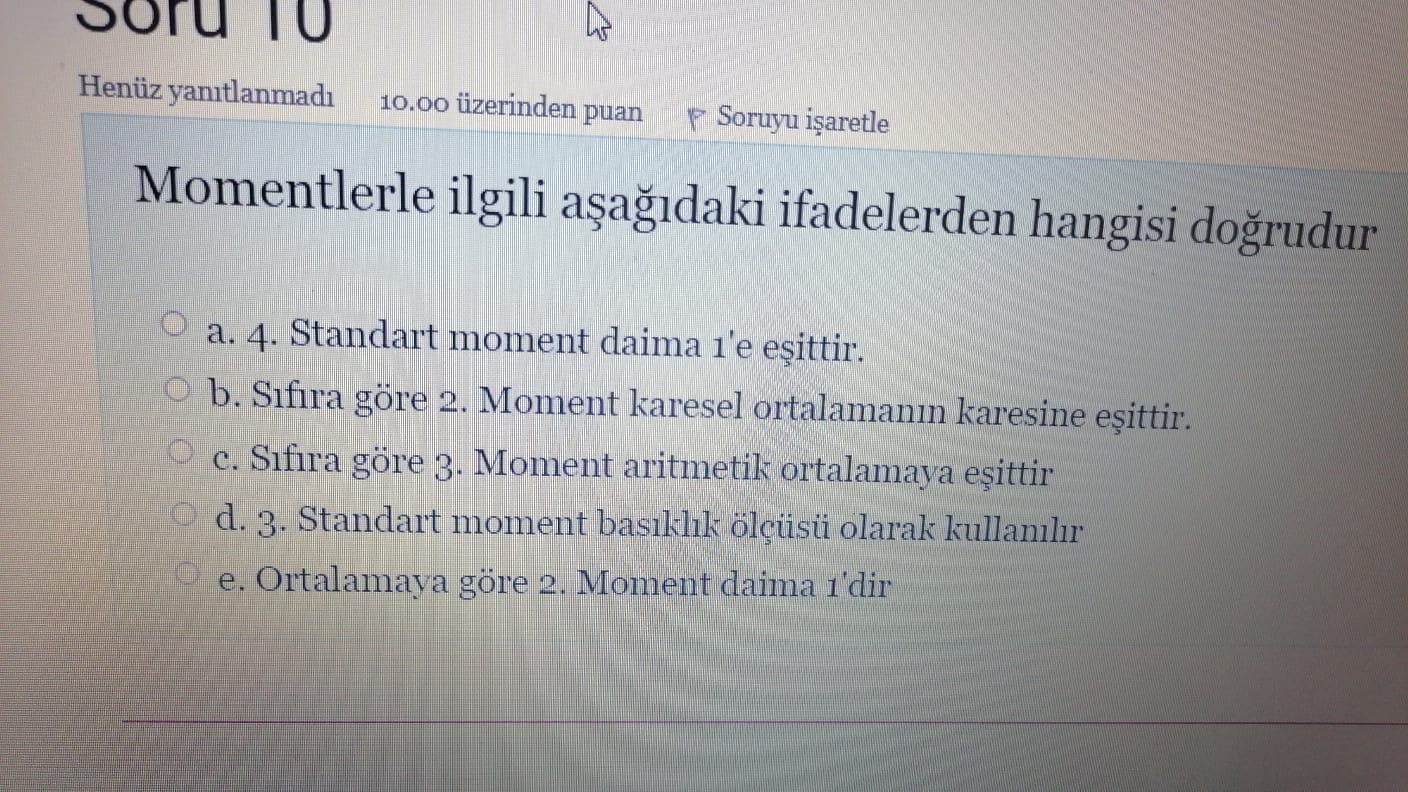 Soru 10
Henüz yanıtlanmadı 10.00 üzerinden puan Soruyu işaretle
Momentlerle ilgili aşağıdaki ifadelerden hangisi doğrudur
a. 4. Standart moment daima 1'e eşittir.
b. Sıfıra göre 2. Moment karesel ortalamanın karesine eşittir.
c. Sıfıra göre 3. Moment aritmetik ortalamaya eşittir
d. 3. Standart moment basıklık ölçüsü olarak kullanılır
e. Ortalamaya göre 2. Moment daima 1'dir